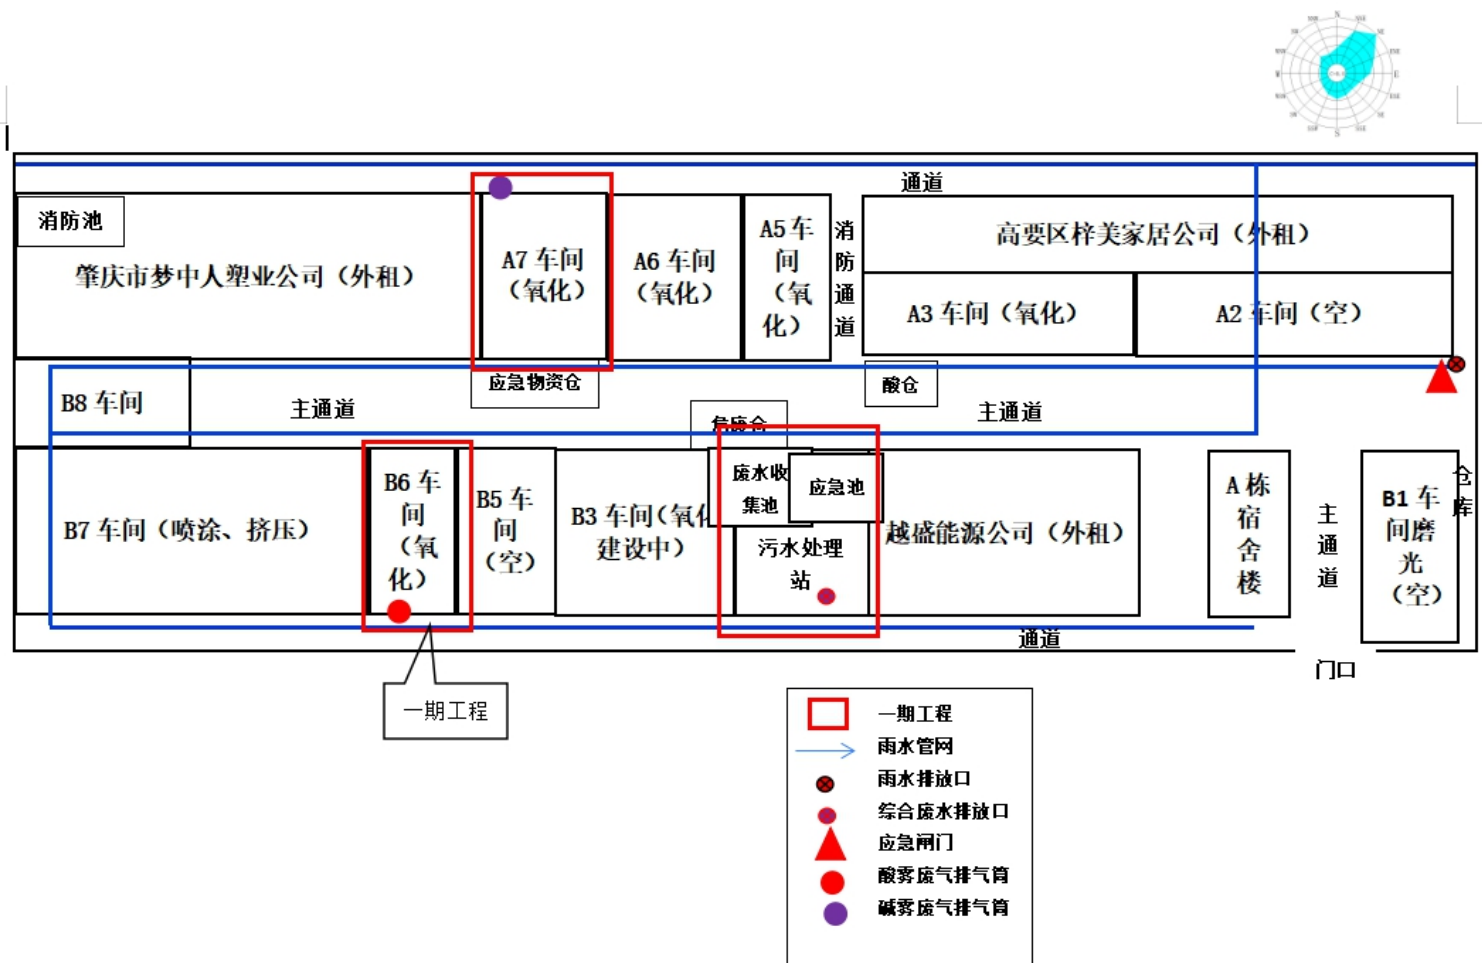 N
W
E
S
通道
消防池
肇庆市梦中人塑业公司（外租）
A7 车间
（氧化）
A6 车间
（氧化）
A5 车
间
（氧
化）
消
防
通
道
高要区梓美家居公司（外租）
A3 车间（氧化）
A2 车间（空）
应急物资仓
酸仓
B8 车间
主通道
主通道
危废仓
B7 车间（喷涂、挤压）
B6 车
间
（氧
化）
B5 车
间
（空）
B3 车间（氧化
建设中）
废水收
集池
应急池
污水处理
站
越盛能源公司（外租）
A 栋
宿
舍
楼
主
通
道
B1 车
间磨
光
（空）
仓
库
通道
门口
一期工程
一期工程
雨水管网
雨水排放口
综合废水排放口
应急闸门
酸雾废气排气筒
碱雾废气排气筒